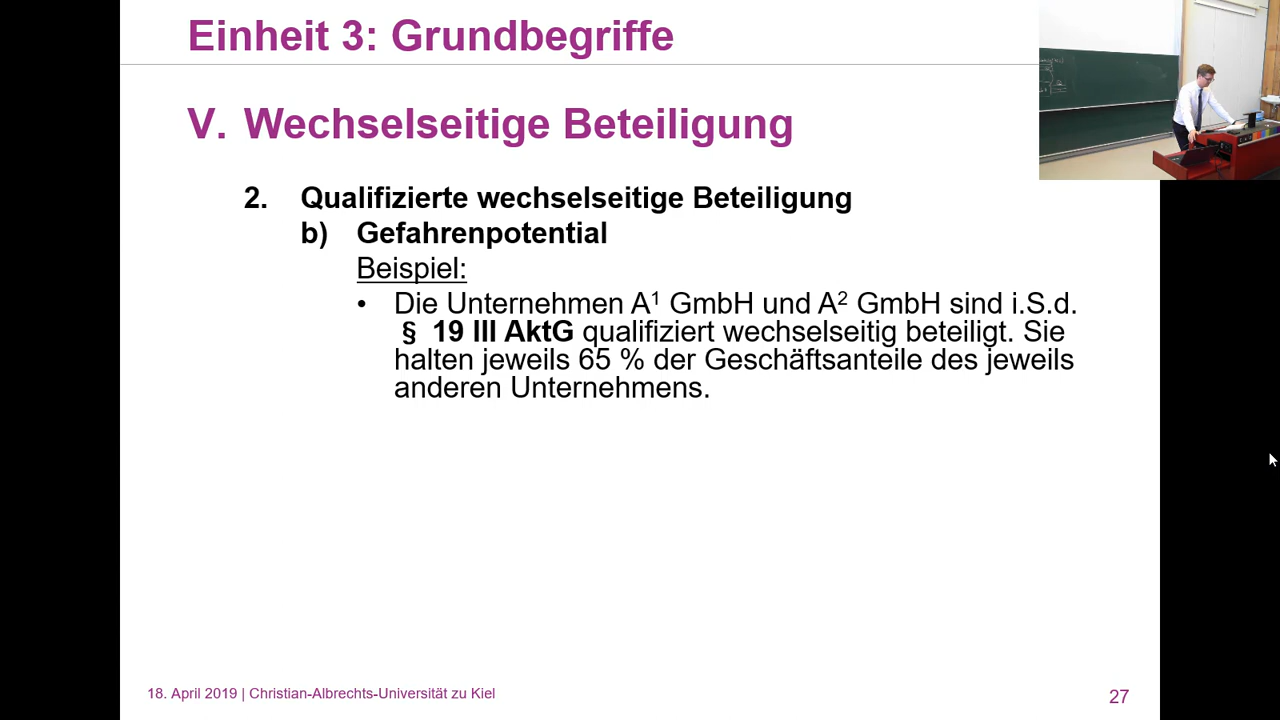 Einheit 3: Grundbegriffe
V. Wechselseitige Beteiligung
2. Qualifizierte wechselseitige Beteiligung
b) Gefahrenpotential
Beispiel:
• Die Unternehmen A¹ GmbH und A² GmbH sind i.S.d.
§ 19 III AktG qualifiziert wechselseitig beteiligt. Sie
halten jeweils 65 % der Geschäftsanteile des jeweils
anderen Unternehmens.
18. April 2019 | Christian-Albrechts-Universität zu Kiel
27